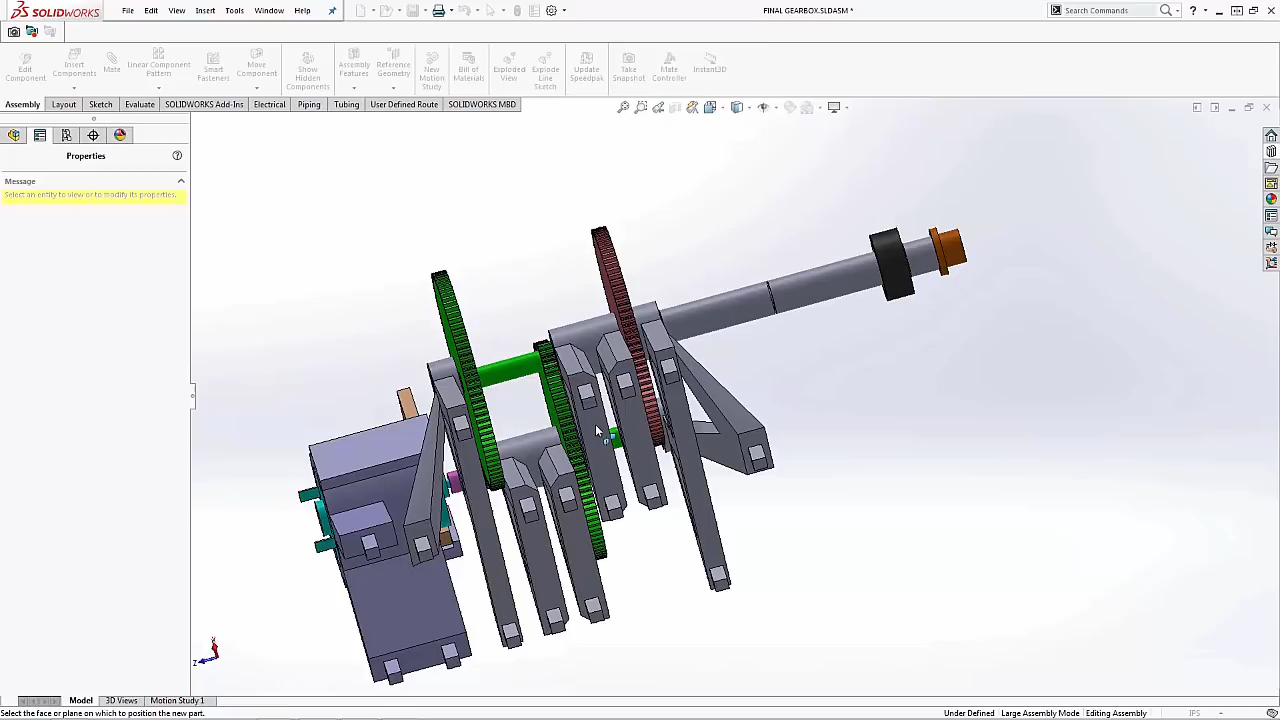 SOLIDWORKS
File
Edit
View
Insert
Tools
Window
Help
FINAL GEARBOX.SLDASM *
Search Commands
Edit
Component
Insert
Components
Mate
Linear Component
Pattern
Smart
Fasteners
Move
Component
Show
Hidden
Components
Assembly
Features
Reference
Geometry
New
Motion
Study
Bill of
Materials
Exploded
View
Explode
Line
Sketch
Update
Speedpak
Take
Snapshot
Mate
Controller
Instant3D
Assembly
Layout
Sketch
Evaluate
SOLIDWORKS Add-Ins
Electrical
Piping
Tubing
User Defined Route
SOLIDWORKS MBD
Properties
Message
Select an entity to view or to modify its properties.
Z
Model
3D Views
Motion Study 1
Select the face or plane on which to position the new part.
Under Defined
Large Assembly Mode
Editing Assembly
IPS